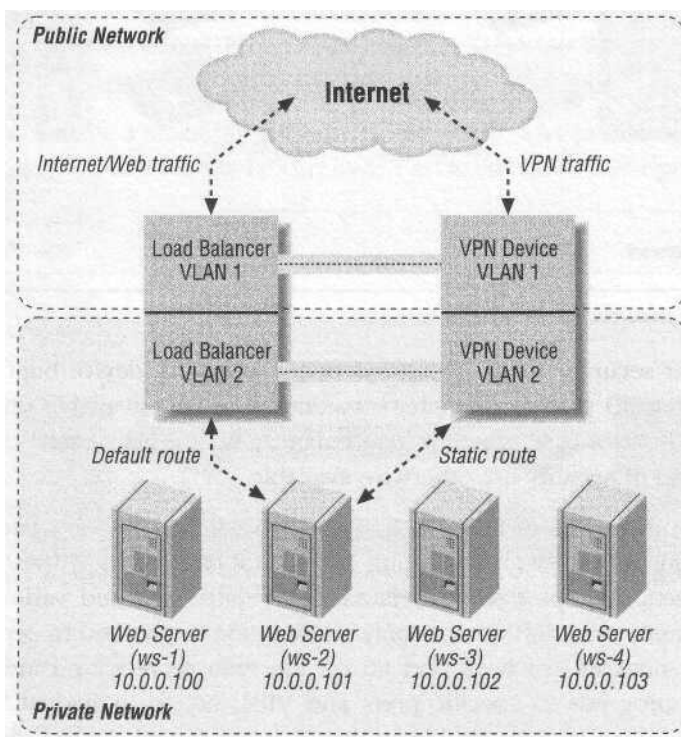 Public Network
Internet
Internet/Web traffic
VPN traffic
Load Balancer
VLAN 1
VPN Device
VLAN 1
Load Balancer
VLAN 2
VPN Device
VLAN 2
Default route
Static route
Web Server
(ws-1)
10.0.0.100
Web Server
(ws-2)
10.0.0.101
Web Server
(ws-3)
10.0.0.102
Web Server
(ws-4)
10.0.0.103
Private Network